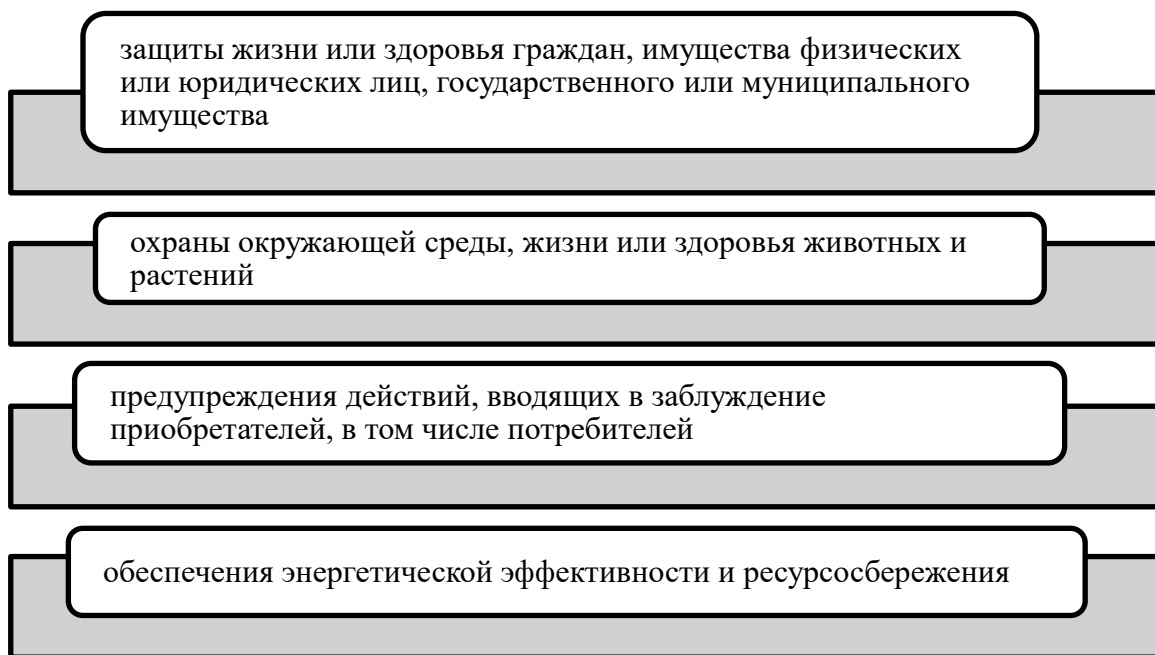 защиты жизни или здоровья граждан, имущества физических
или юридических лиц, государственного или муниципального
имущества
охраны окружающей среды, жизни или здоровья животных и
растений
предупреждения действий, вводящих в заблуждение
приобретателей, в том числе потребителей
обеспечения энергетической эффективности и ресурсосбережения